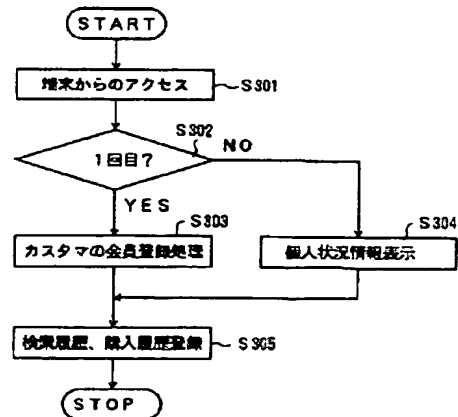 START
端末からのアクセス
S301
S302
1回目?
NO
YES
S303
S304
カスタマの会員登録処理
個人状況情報表示
検索履歴、購入履歴登録
S305
STOP